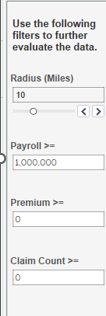 Use the following
filters to further
evaluate the data.
Radius (Miles)
10
Payroll >=
1,000,000
Premium >=
0
Claim Count >=
0